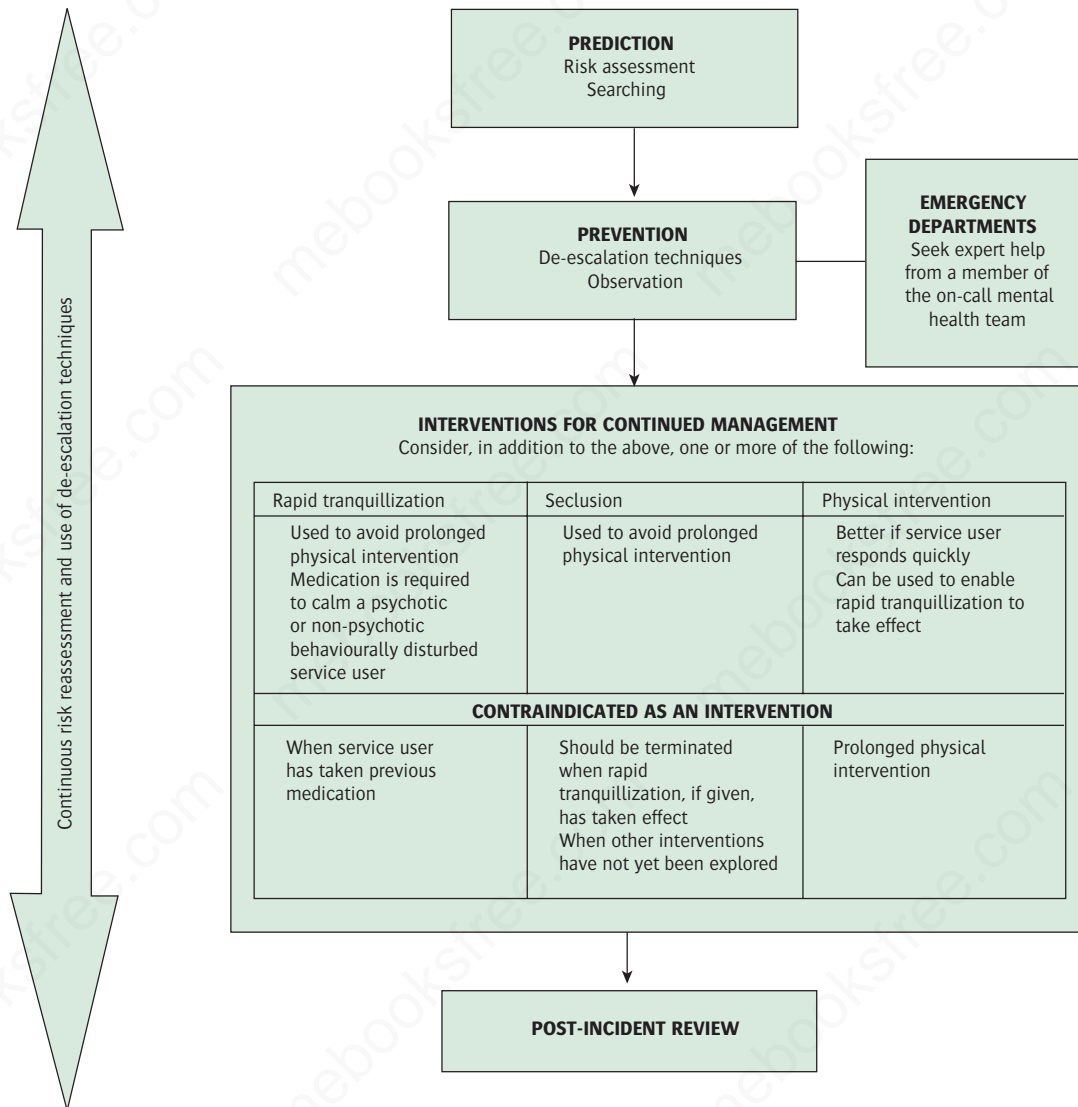 PREDICTION
Risk assessment
Searching
PREVENTION
De-escalation techniques
Observation
EMERGENCY
DEPARTMENTS
Seek expert help
from a member of
the on-call mental
health team
Continuous risk reassessment and use of de-escalation techniques
INTERVENTIONS FOR CONTINUED MANAGEMENT
Consider, in addition to the above, one or more of the following:
Rapid tranquillization
Used to avoid prolonged
physical intervention
Medication is required
to calm a psychotic
or non-psychotic
behaviourally disturbed
service user
Seclusion
Used to avoid prolonged
physical intervention
Physical intervention
Better if service user
responds quickly
Can be used to enable
rapid tranquillization to
take effect
CONTRAINDICATED AS AN INTERVENTION
When service user
has taken previous
medication
Should be terminated
when rapid
tranquillization, if given,
has taken effect
When other interventions
have not yet been explored
Prolonged physical
intervention
POST-INCIDENT REVIEW
mebooksfree.com